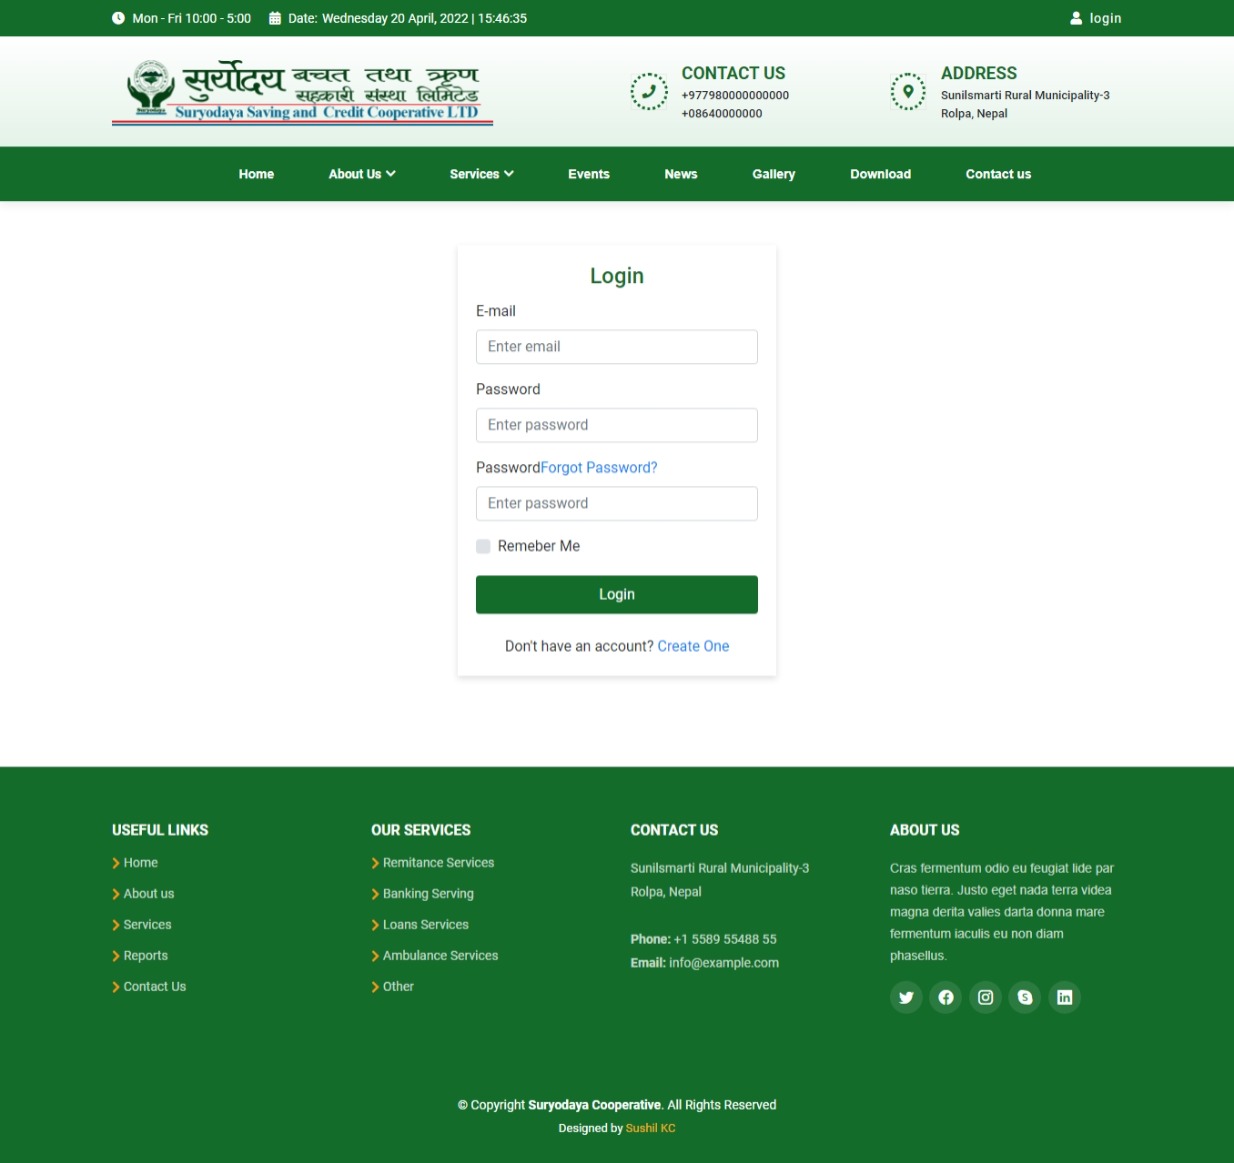 Mon - Fri 10:00 - 5:00 Date: Wednesday 20 April, 2022 | 15:46:35 login
सुर्योदय बचत तथा ऋण
सहकारी संस्था लिमिटेड
Suryodaya
Suryodaya Saving and Credit Cooperative LTD
CONTACT US
+977980000000000
+08640000000
ADDRESS
Sunilsmarti Rural Municipality-3
Rolpa, Nepal
Home About Us Services Events News Gallery Download Contact us
Login
E-mail
Enter email
Password
Enter password
PasswordForgot Password?
Enter password
Remeber Me
Login
Don't have an account? Create One
USEFUL LINKS
Home
About us
Services
Reports
Contact Us
OUR SERVICES
Remitance Services
Banking Serving
Loans Services
Ambulance Services
Other
CONTACT US
Sunilsmarti Rural Municipality-3
Rolpa, Nepal
Phone: +1 5589 55488 55
Email: info@example.com
ABOUT US
Cras fermentum odio eu feugiat lide par
naso tierra. Justo eget nada terra videa
magna derita valies darta donna mare
fermentum iaculis eu non diam
phasellus.
© Copyright Suryodaya Cooperative. All Rights Reserved
Designed by Sushil KC